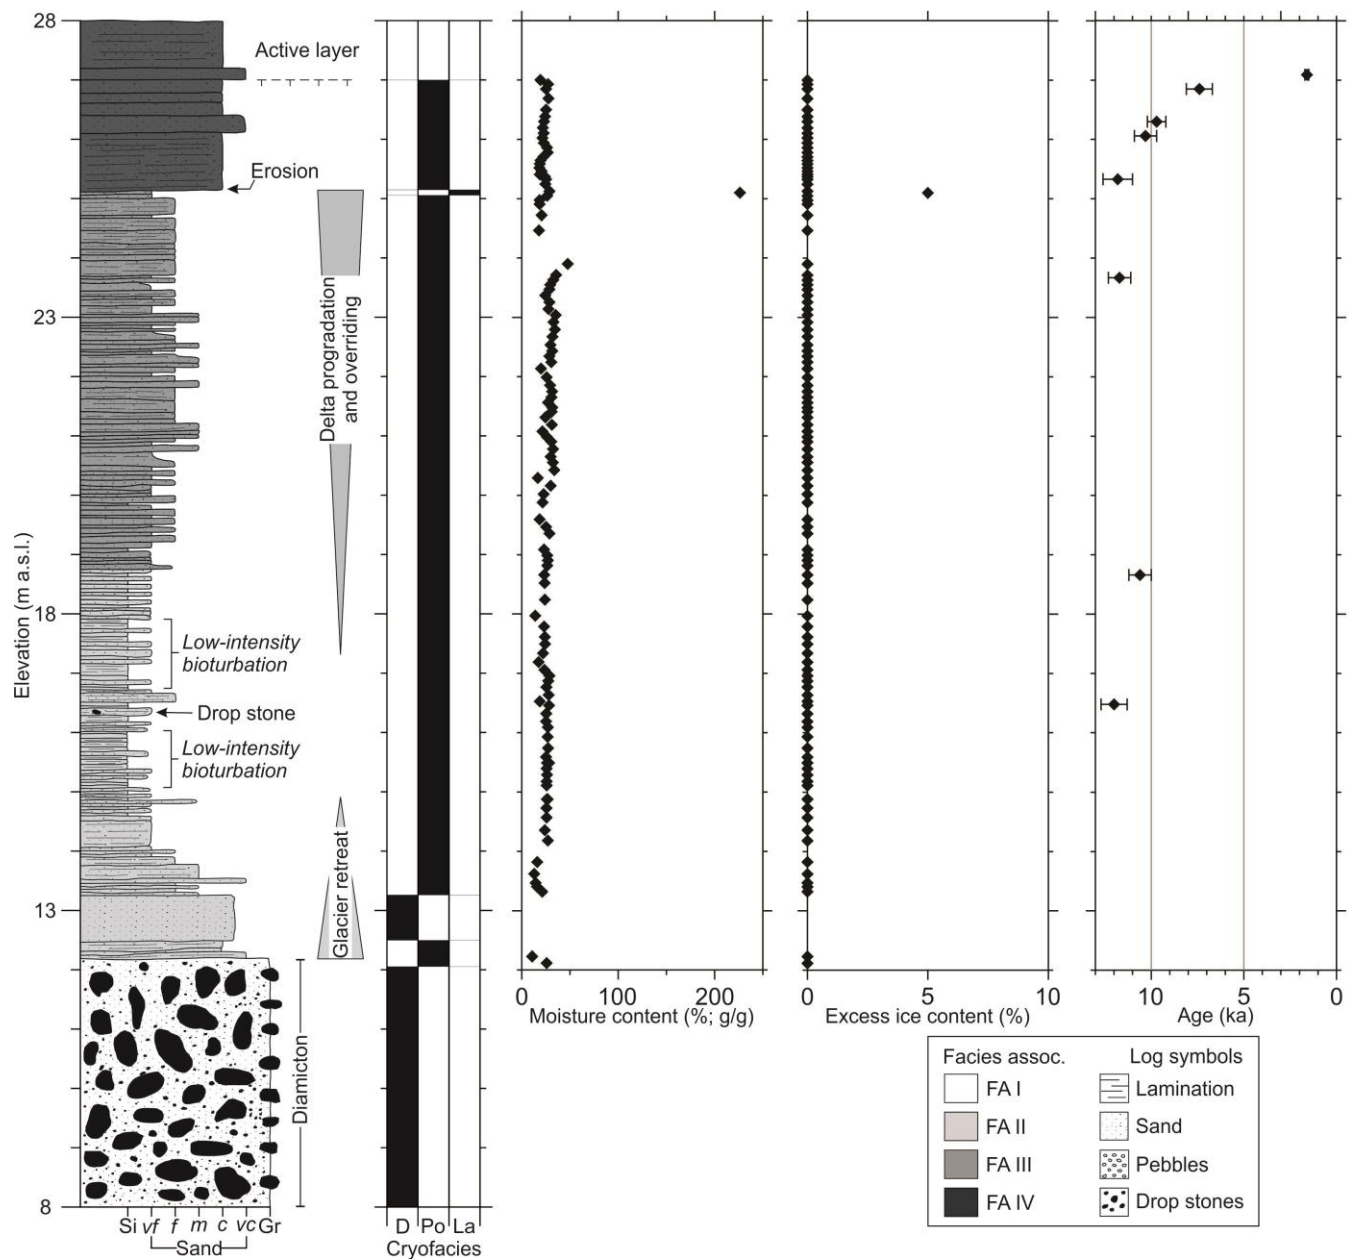 28
23
18
13
8
Elevation (m a.s.l.)
Active layer
Erosion
Delta progradation
and overriding
Low-intensity
bioturbation
Drop stone
Low-intensity
bioturbation
Glacier retreat
Diamicton
Si vf f m c vc Gr
Sand
D Po La
Cryofacies
0 100 200
Moisture content (%; g/g)
0 5 10
Excess ice content (%)
10 5 0
Age (ka)
Facies assoc.
FA I
FA II
FA III
FA IV
Log symbols
Lamination
Sand
Pebbles
Drop stones